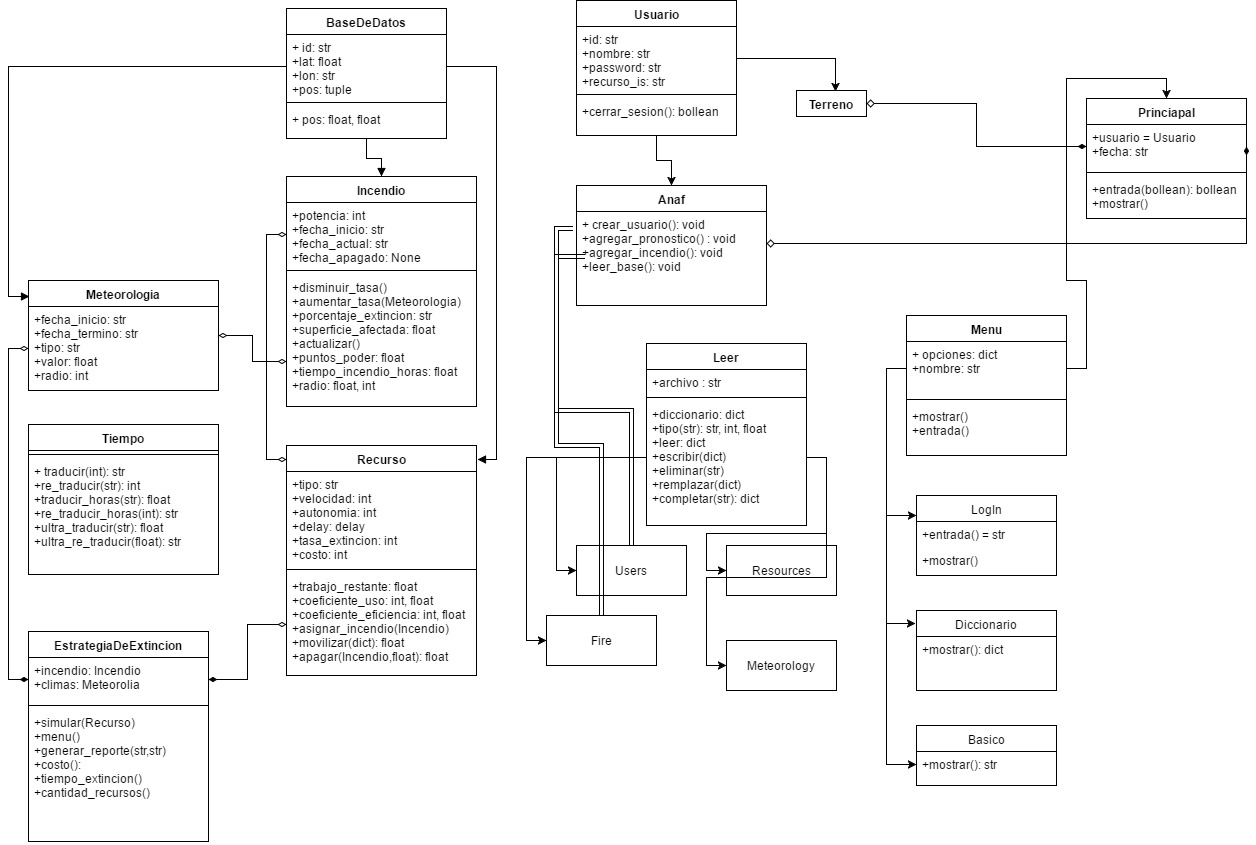 BaseDeDatos
+ id: str
+lat: float
+lon: str
+pos: tuple
+ pos: float, float
Usuario
+id: str
+nombre: str
+password: str
+recurso_is: str
+cerrar_sesion(): bollean
Terreno
Princiapal
+usuario = Usuario
+fecha: str
+entrada(bollean): bollean
+mostrar()
Incendio
+potencia: int
+fecha_inicio: str
+fecha_actual: str
+fecha_apagado: None
+disminuir_tasa()
+aumentar_tasa(Meteorologia)
+porcentaje_extincion: str
+superficie_afectada: float
+actualizar()
+puntos_poder: float
+tiempo_incendio_horas: float
+radio: float, int
Anaf
+ crear_usuario(): void
+agregar_pronostico() : void
+agregar_incendio(): void
+leer_base(): void
Meteorologia
+fecha_inicio: str
+fecha_termino: str
+tipo: str
+valor: float
+radio: int
Leer
+archivo : str
+diccionario: dict
+tipo(str): str, int, float
+leer: dict
+escribir(dict)
+eliminar(str)
+remplazar(dict)
+completar(str): dict
Menu
+ opciones: dict
+nombre: str
+mostrar()
+entrada()
Tiempo
+ traducir(int): str
+re_traducir(str): int
+traducir_horas(str): float
+re_traducir_horas(int): str
+ultra_traducir(str): float
+ultra_re_traducir(float): str
Recurso
+tipo: str
+velocidad: int
+autonomia: int
+delay: delay
+tasa_extincion: int
+costo: int
+trabajo_restante: float
+coeficiente_uso: int, float
+coeficiente_eficiencia: int, float
+asignar_incendio(Incendio)
+movilizar(dict): float
+apagar(Incendio,float): float
LogIn
+entrada() = str
+mostrar()
Users
Resources
Fire
Meteorology
Diccionario
+mostrar(): dict
EstrategiaDeExtincion
+incendio: Incendio
+climas: Meteorolia
+simular(Recurso)
+menu()
+generar_reporte(str,str)
+costo():
+tiempo_extincion()
+cantidad_recursos()
Basico
+mostrar(): str